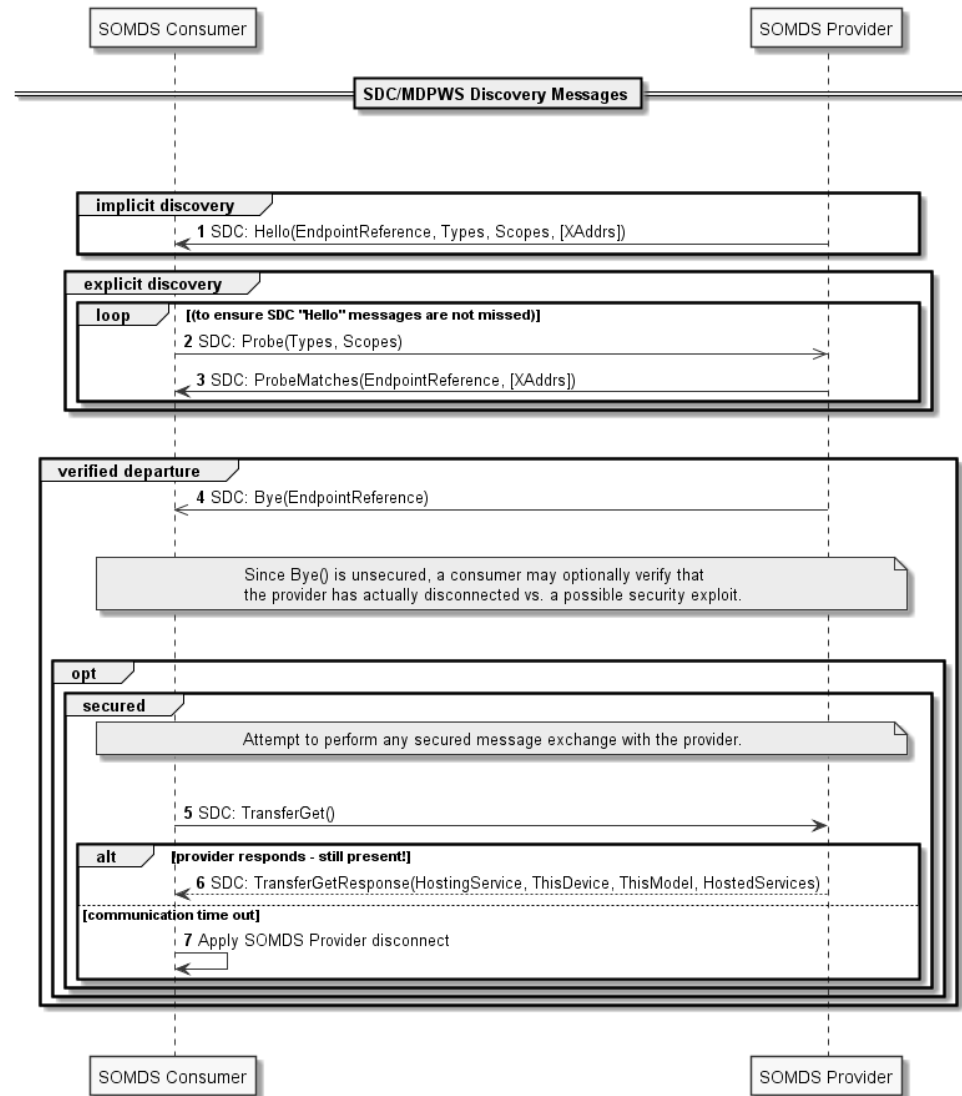 SOMDS Consumer
SOMDS Provider
SDC/MDPWS Discovery Messages
implicit discovery
1 SDC: Hello(EndpointReference, Types, Scopes, [XAddrs])
explicit discovery
loop
[(to ensure SDC "Hello" messages are not missed)]
2 SDC: Probe(Types, Scopes)
3 SDC: ProbeMatches(EndpointReference, [XAddrs])
verified departure
4 SDC: Bye(EndpointReference)
Since Bye() is unsecured, a consumer may optionally verify that
the provider has actually disconnected vs. a possible security exploit.
opt
secured
Attempt to perform any secured message exchange with the provider.
5 SDC: TransferGet()
alt
[provider responds - still present!]
6 SDC: TransferGetResponse(HostingService, ThisDevice, ThisModel, HostedServices)
[communication time out]
7 Apply SOMDS Provider disconnect
SOMDS Consumer
SOMDS Provider